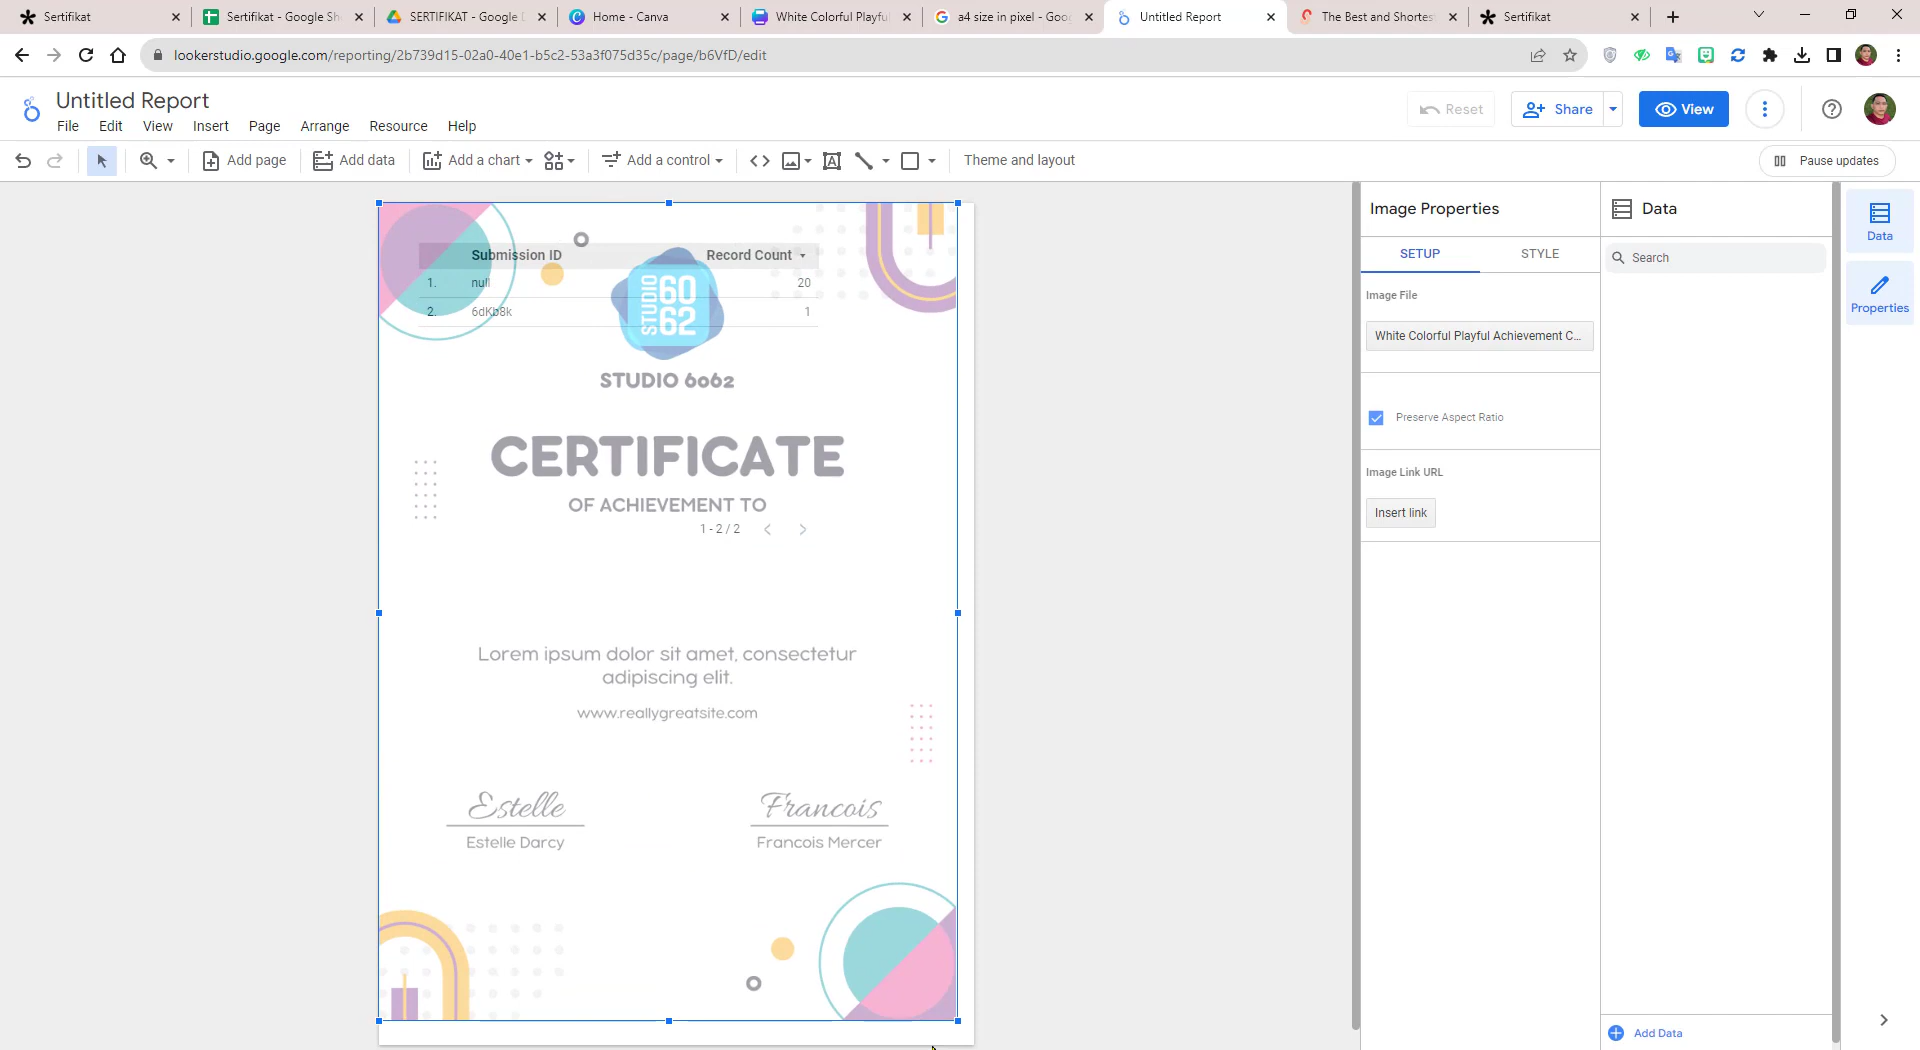 Sertifikat
Sertifikat - Google Sh
SERTIFIKAT - Google D
Home - Canva
White Colorful Playfu
a4 size in pixel - Goog
Untitled Report
The Best and Shortes
Sertifikat
lookerstudio.google.com/reporting/2b739d15-02a0-40e1-b5c2-53a3f075d35c/page/b6VfD/edit
Untitled Report
File Edit View Insert Page Arrange Resource Help
Reset
Share
View
Add page
Add data
Add a chart
Add a control
Theme and layout
Pause updates
Submission ID
Record Count
1. null 20
2. 6dKb8k 1
STUDIO
60
62
STUDIO 6062
CERTIFICATE
OF ACHIEVEMENT TO
1 - 2 / 2
Lorem ipsum dolor sit amet, consectetur
adipiscing elit.
www.reallygreatsite.com
Estelle
Estelle Darcy
Francois
Francois Mercer
Image Properties
SETUP
STYLE
Image File
White Colorful Playful Achievement C...
Preserve Aspect Ratio
Image Link URL
Insert link
Data
Search
Add Data
Data
Properties